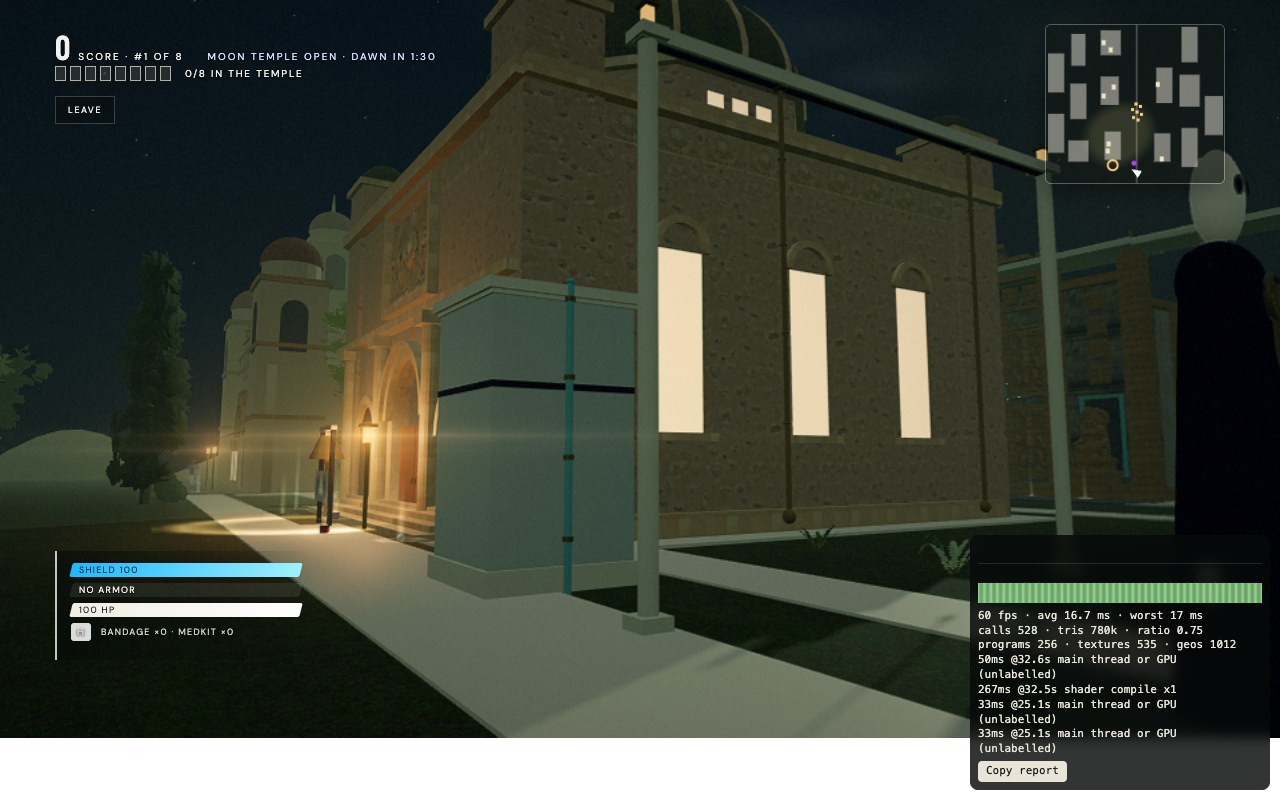 0 SCORE · #1 OF 8 MOON TEMPLE OPEN · DAWN IN 1:30
0/8 IN THE TEMPLE
LEAVE
SHIELD 100
NO ARMOR
100 HP
BANDAGE ×0 · MEDKIT ×0
60 fps · avg 16.7 ms · worst 17 ms
calls 528 · tris 780k · ratio 0.75
programs 256 · textures 535 · geos 1012
50ms @32.6s main thread or GPU
(unlabelled)
267ms @32.5s shader compile x1
33ms @25.1s main thread or GPU
(unlabelled)
33ms @25.1s main thread or GPU
(unlabelled)
Copy report